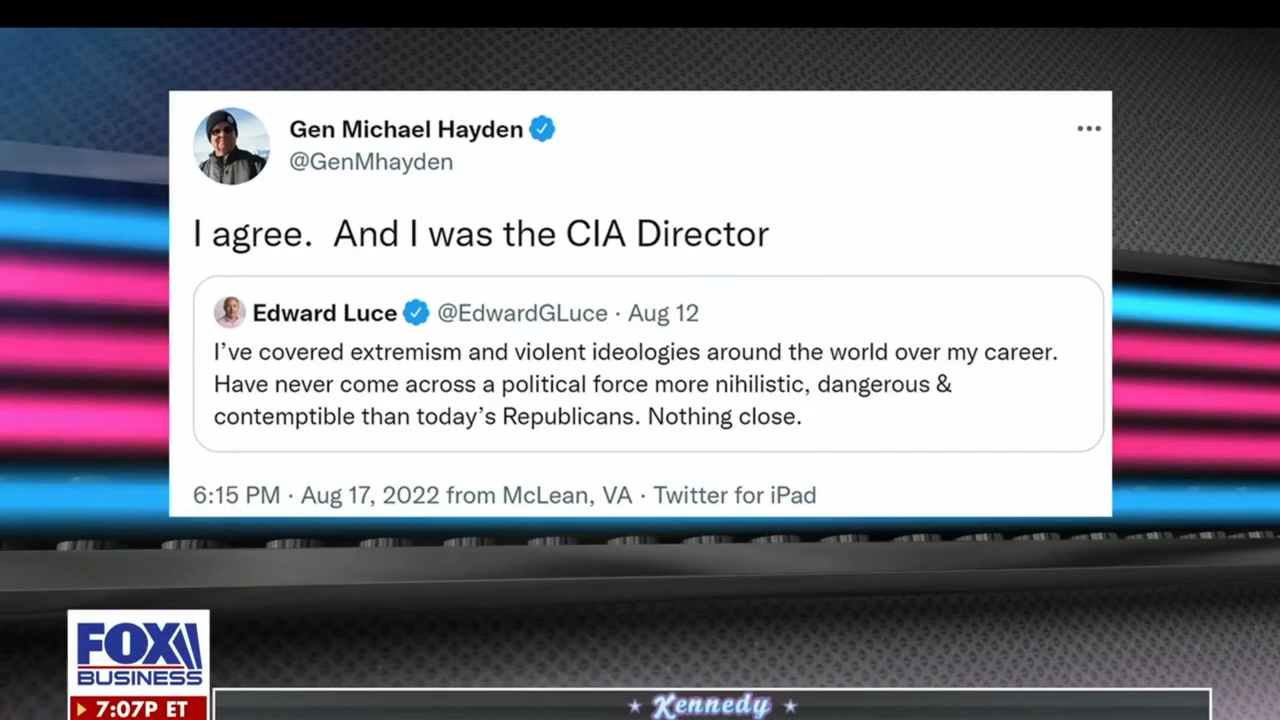 Gen Michael Hayden
@GenMhayden
I agree.  And I was the CIA Director
Edward Luce @EdwardGLuce · Aug 12
I've covered extremism and violent ideologies around the world over my career.
Have never come across a political force more nihilistic, dangerous &
contemptible than today's Republicans. Nothing close.
6:15 PM · Aug 17, 2022 from McLean, VA · Twitter for iPad
FOX
BUSINESS
7:07P ET
Kennedy